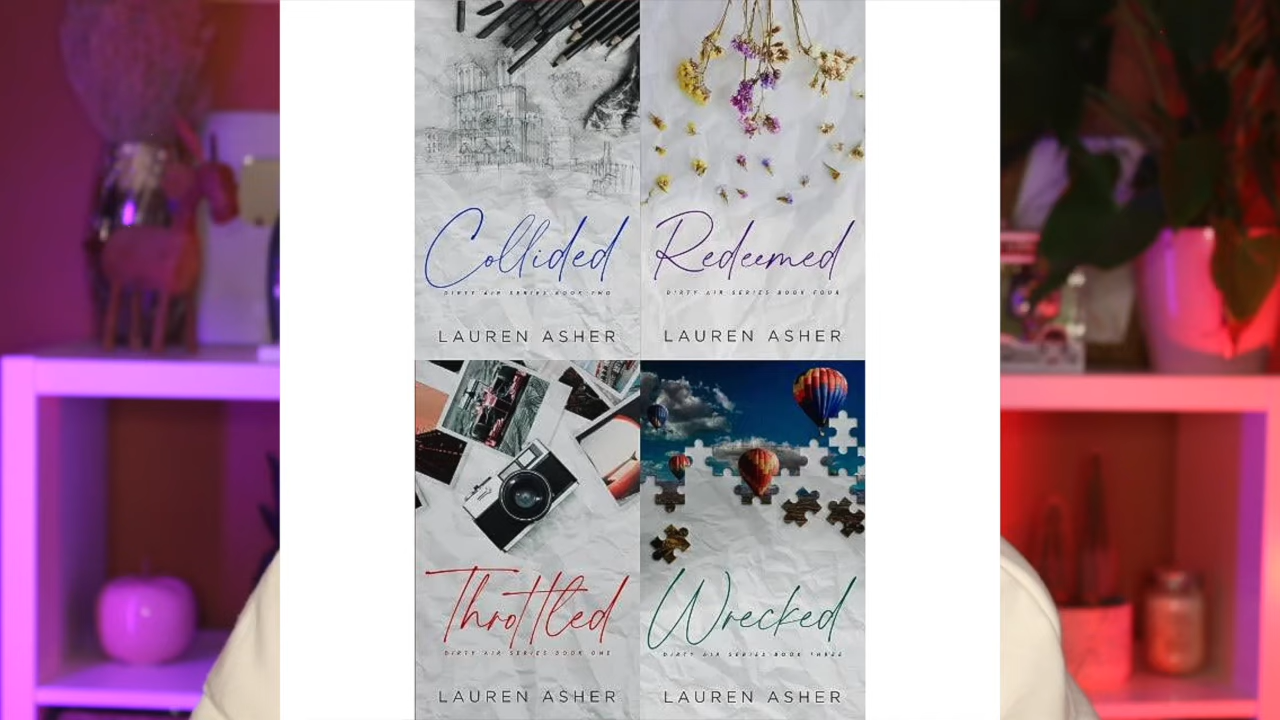 Collided
DIRTY AIR SERIES BOOK TWO
LAUREN ASHER
Redeemed
DIRTY AIR SERIES BOOK FOUR
LAUREN ASHER
Throttled
DIRTY AIR SERIES BOOK ONE
LAUREN ASHER
Wrecked
DIRTY AIR SERIES BOOK THREE
LAUREN ASHER